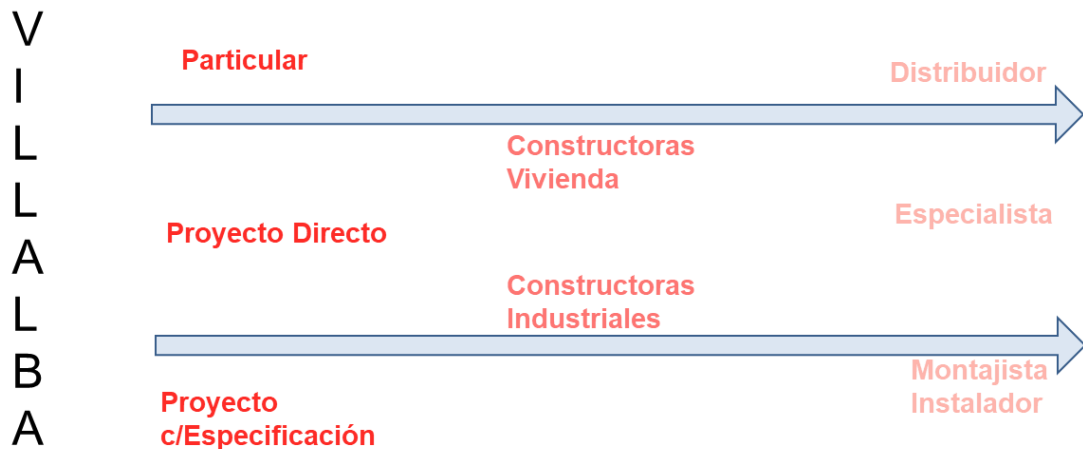 V
I
L
L
A
L
B
A
Particular
Distribuidor
Constructoras
Vivienda
Especialista
Proyecto Directo
Constructoras
Industriales
Montajista
Instalador
Proyecto
c/Especificación